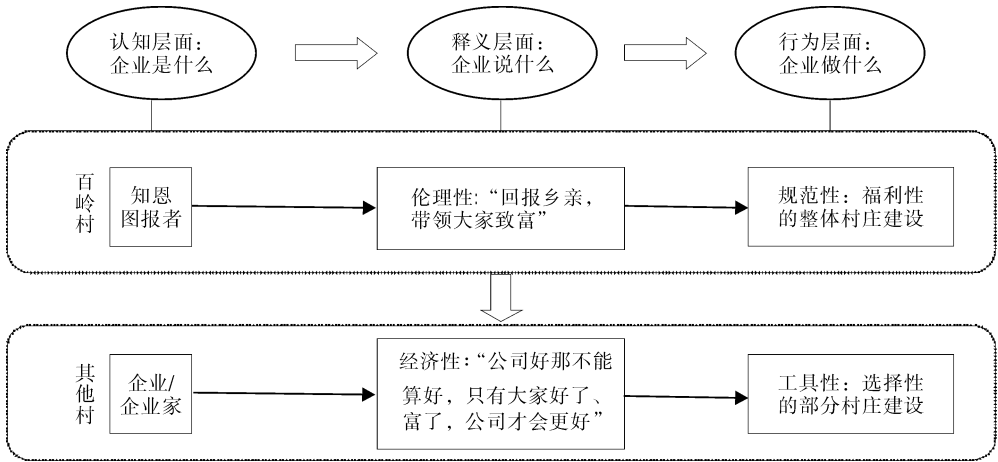 认知层面：
企业是什么
释义层面：
企业说什么
行为层面：
企业做什么
百岭村
知恩
图报者
伦理性：“回报乡亲，
带领大家致富”
规范性：福利性
的整体村庄建设
其他村
企业/
企业家
经济性：“公司好那不能
算好，只有大家好了、
富了，公司才会更好”
工具性：选择性
的部分村庄建设